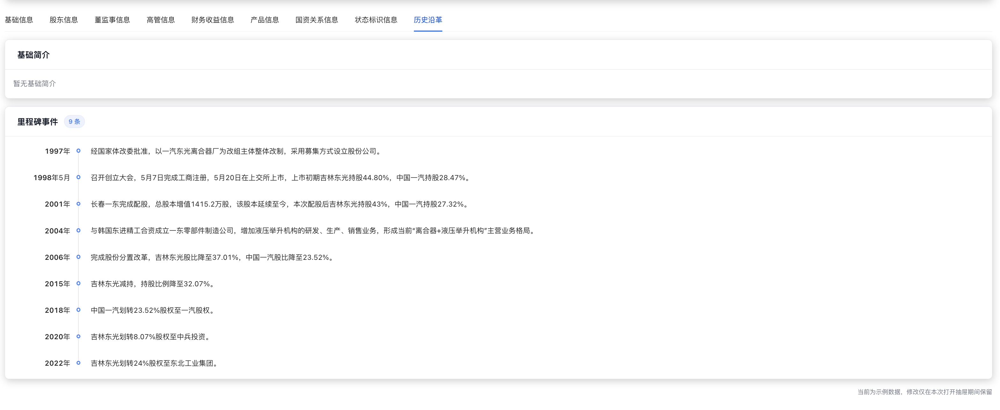 基础信息 股东信息 董监事信息 高管信息 财务收益信息 产品信息 国资关系信息 状态标识信息 历史沿革
基础简介
暂无基础简介
里程碑事件 9 条
1997年 经国家体改委批准，以一汽东光离合器厂为改组主体整体改制，采用募集方式设立股份公司。
1998年5月 召开创立大会，5月7日完成工商注册，5月20日在上交所上市，上市初期吉林东光持股44.80%，中国一汽持股28.47%。
2001年 长春一东完成配股，总股本增值1415.2万股，该股本延续至今，本次配股后吉林东光持股43%，中国一汽持股27.32%。
2004年 与韩国东进精工合资成立一东零部件制造公司，增加液压举升机构的研发、生产、销售业务，形成当前“离合器+液压举升机构”主营业务格局。
2006年 完成股份分置改革，吉林东光股比降至37.01%，中国一汽股比降至23.52%。
2015年 吉林东光减持，持股比例降至32.07%。
2018年 中国一汽划转23.52%股权至一汽股权。
2020年 吉林东光划转8.07%股权至中兵投资。
2022年 吉林东光划转24%股权至东北工业集团。
当前为示例数据，修改仅在本次打开抽屉期间保留